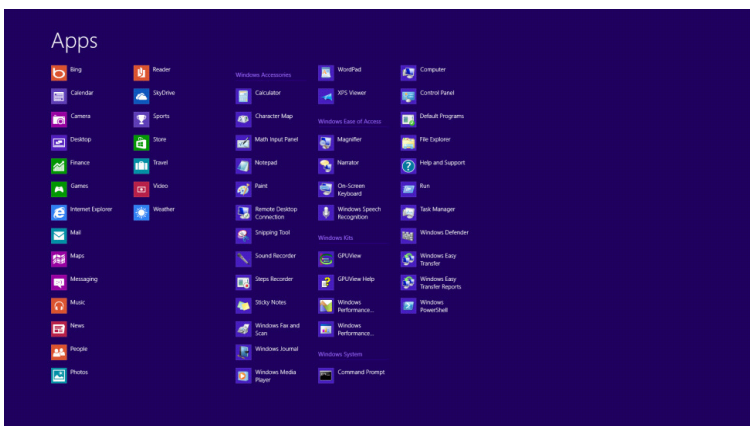 Apps
Bing
Calendar
Camera
Desktop
Finance
Games
Internet Explorer
Mail
Maps
Messaging
Music
News
People
Photos
Reader
SkyDrive
Sports
Store
Travel
Video
Weather
Windows Accessories
Calculator
Character Map
Math Input Panel
Notepad
Paint
Remote Desktop
Connection
Snipping Tool
Sound Recorder
Steps Recorder
Sticky Notes
Windows Fax and
Scan
Windows Journal
Windows Media
Player
WordPad
XPS Viewer
Windows Ease of Access
Magnifier
Narrator
On-Screen
Keyboard
Windows Speech
Recognition
Windows Kits
GPUView
GPUView Help
Windows
Performance...
Windows
Performance...
Windows System
Command Prompt
Computer
Control Panel
Default Programs
File Explorer
Help and Support
Run
Task Manager
Windows Defender
Windows Easy
Transfer
Windows Easy
Transfer Reports
Windows
PowerShell